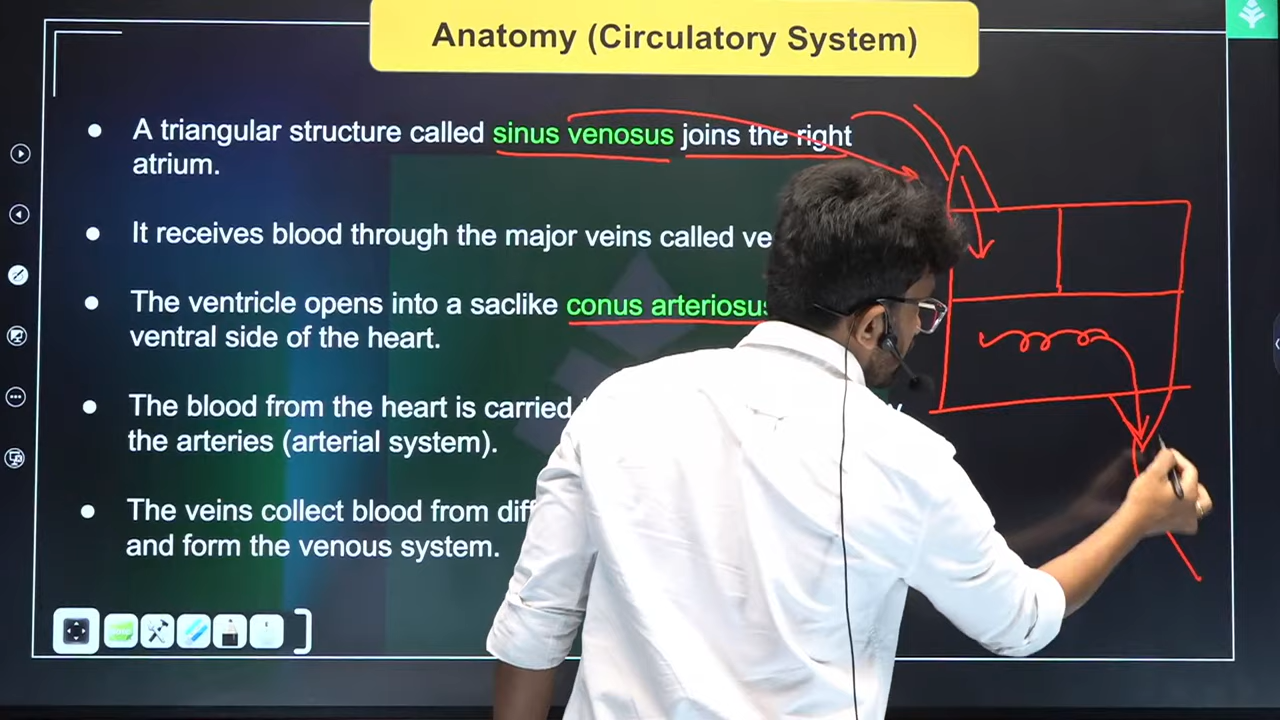 Anatomy (Circulatory System)
A triangular structure called sinus venosus joins the right
atrium.
It receives blood through the major veins called
The ventricle opens into a saclike conus arteriosus
ventral side of the heart.
The blood from the heart is carried
the arteries (arterial system).
The veins collect blood from
and form the venous system.